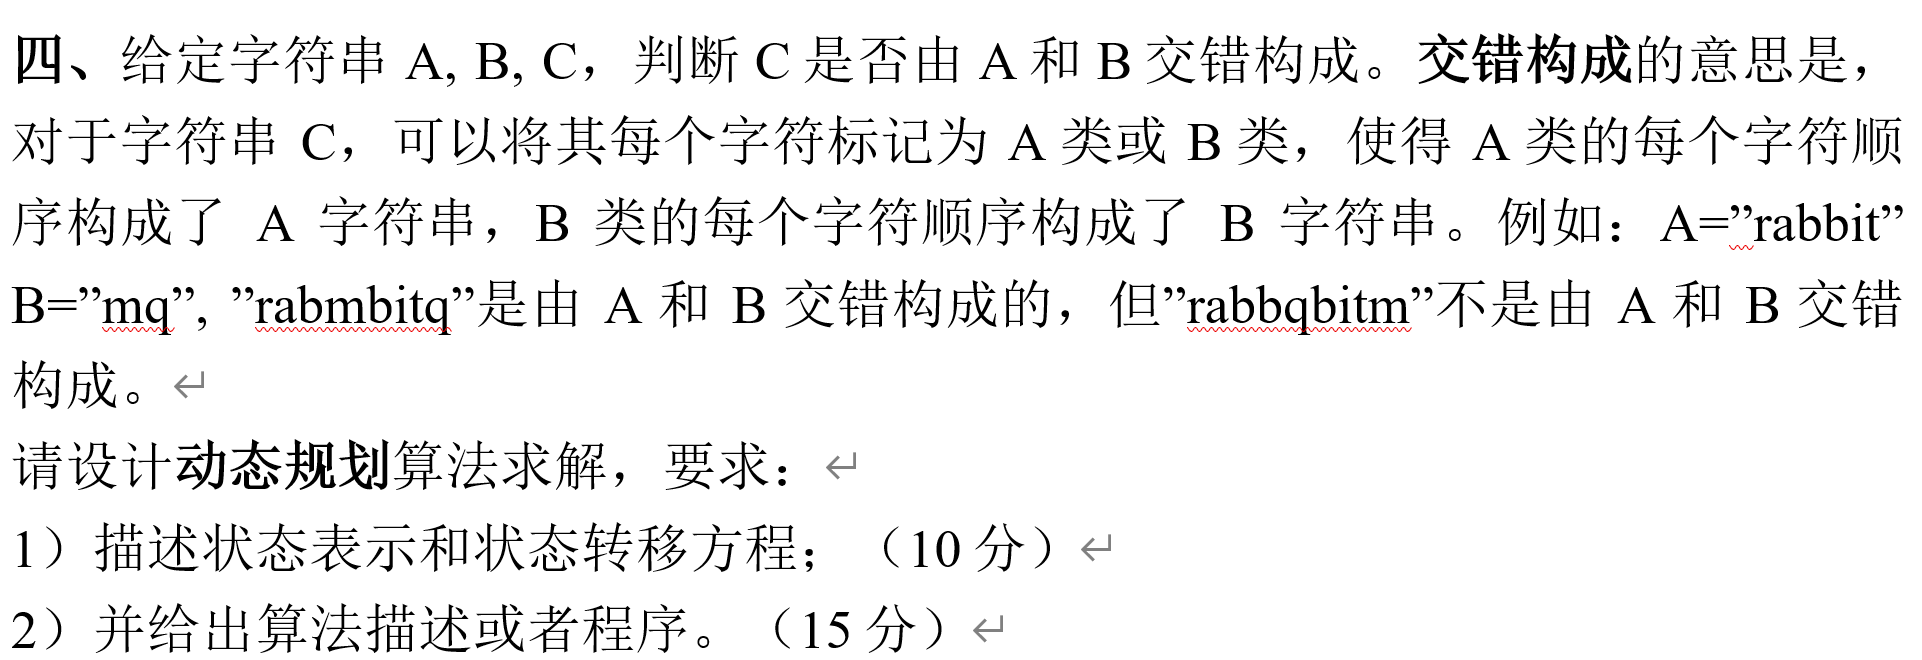 四、给定字符串 A, B, C，判断 C 是否由 A 和 B 交错构成。交错构成的意思是，
对于字符串 C，可以将其每个字符标记为 A 类或 B 类，使得 A 类的每个字符顺
序构成了 A 字符串，B 类的每个字符顺序构成了 B 字符串。例如：A=”rabbit”
B=”mq”, ”rabmbitq”是由 A 和 B 交错构成的，但”rabbqbitm”不是由 A 和 B 交错
构成。↵
请设计动态规划算法求解，要求：↵
1）描述状态表示和状态转移方程；（10 分）↵
2）并给出算法描述或者程序。（15 分）↵